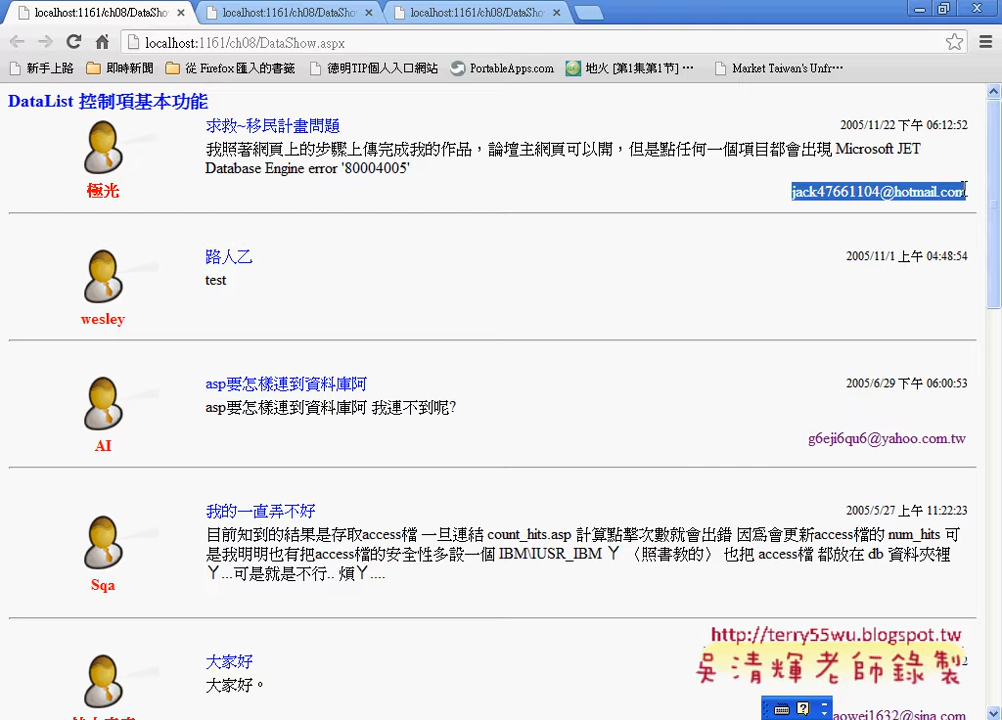 localhost:1161/ch08/DataSho
localhost:1161/ch08/DataSho
localhost:1161/ch08/DataSho
localhost:1161/ch08/DataShow.aspx
新手上路 即時新聞 從 Firefox 匯入的書籤 德明TIP個人入口網站 PortableApps.com 地火 [第1集第1节] ⋯ Market Taiwan's Unfr⋯
DataList 控制項基本功能
求救~移民計畫問題 2005/11/22 下午 06:12:52
我照著網頁上的步驟上傳完成我的作品，論壇主網頁可以開，但是點任何一個項目都會出現 Microsoft JET
Database Engine error '80004005'
極光 jack47661104@hotmail.com
路人乙 2005/11/1 上午 04:48:54
test
wesley
asp要怎樣連到資料庫阿 2005/6/29 下午 06:00:53
asp要怎樣連到資料庫阿 我連不到呢?
g6eji6qu6@yahoo.com.tw
AI
我的一直弄不好 2005/5/27 上午 11:22:23
目前知到的結果是存取access檔 一旦連結 count_hits.asp 計算點擊次數就會出錯 因為會更新access檔的 num_hits 可
是我明明也有把access檔的安全性多設一個 IBM\IUSR_IBM ㄚ （照書教的） 也把 access檔 都放在 db 資料夾裡
ㄚ...可是就是不行.. 煩ㄚ....
Sqa
http://terry55wu.blogspot.tw
吳清輝老師錄製
大家好
大家好。
aowei1632@sina.com